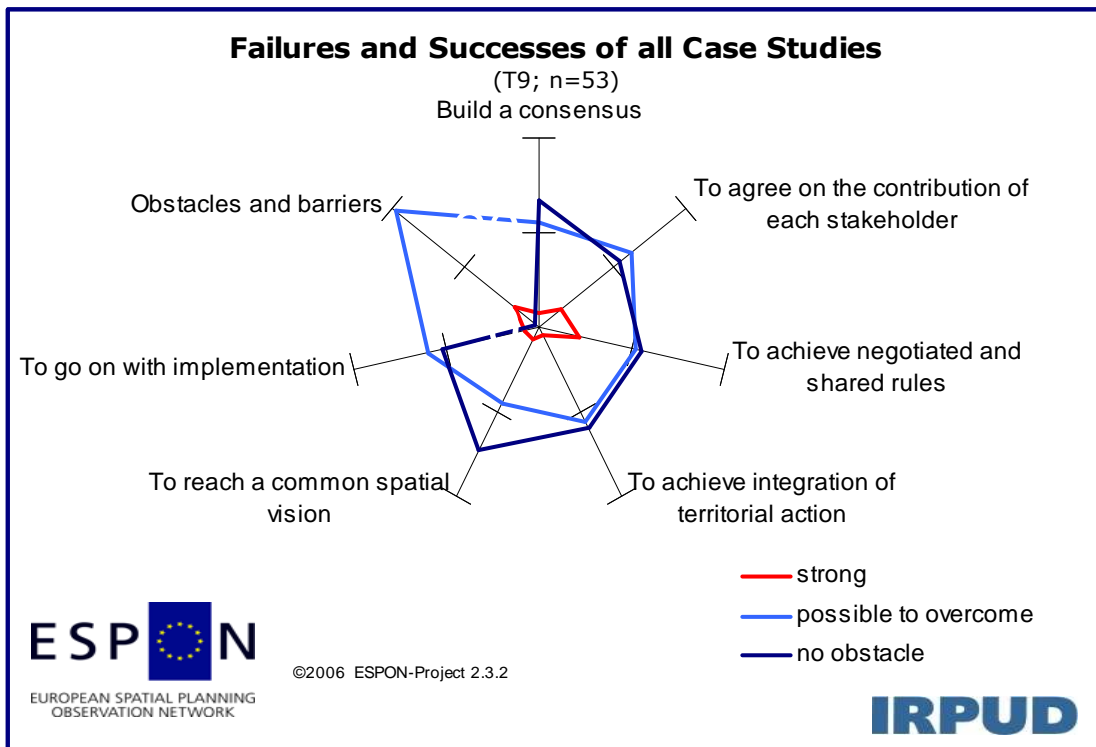 Failures and Successes of all Case Studies
(T9; n=53)
Build a consensus
To agree on the contribution of
each stakeholder
Obstacles and barriers
To achieve negotiated and
shared rules
To go on with implementation
To reach a common spatial
vision
To achieve integration of
territorial action
strong
possible to overcome
no obstacle
ESPON
EUROPEAN SPATIAL PLANNING
OBSERVATION NETWORK
©2006 ESPON-Project 2.3.2
IRPUD